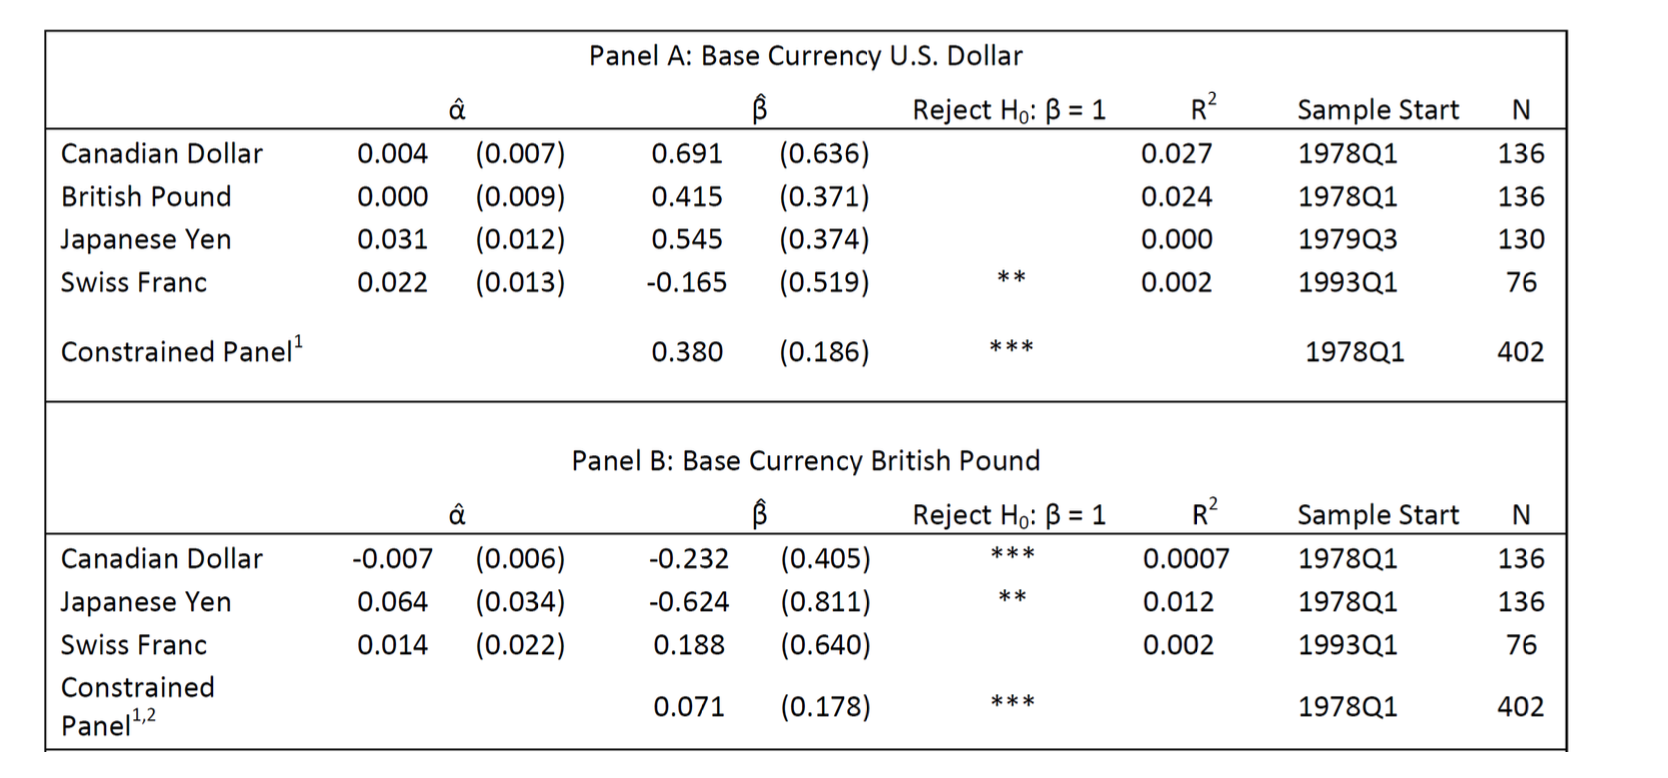 Panel A: Base Currency U.S. Dollar
α̂ β̂ Reject H₀: β = 1 R² Sample Start N
Canadian Dollar 0.004 (0.007) 0.691 (0.636) 0.027 1978Q1 136
British Pound 0.000 (0.009) 0.415 (0.371) 0.024 1978Q1 136
Japanese Yen 0.031 (0.012) 0.545 (0.374) 0.000 1979Q3 130
Swiss Franc 0.022 (0.013) -0.165 (0.519) ** 0.002 1993Q1 76
Constrained Panel¹ 0.380 (0.186) *** 1978Q1 402
Panel B: Base Currency British Pound
α̂ β̂ Reject H₀: β = 1 R² Sample Start N
Canadian Dollar -0.007 (0.006) -0.232 (0.405) *** 0.0007 1978Q1 136
Japanese Yen 0.064 (0.034) -0.624 (0.811) ** 0.012 1978Q1 136
Swiss Franc 0.014 (0.022) 0.188 (0.640) 0.002 1993Q1 76
Constrained
Panel¹,² 0.071 (0.178) *** 1978Q1 402